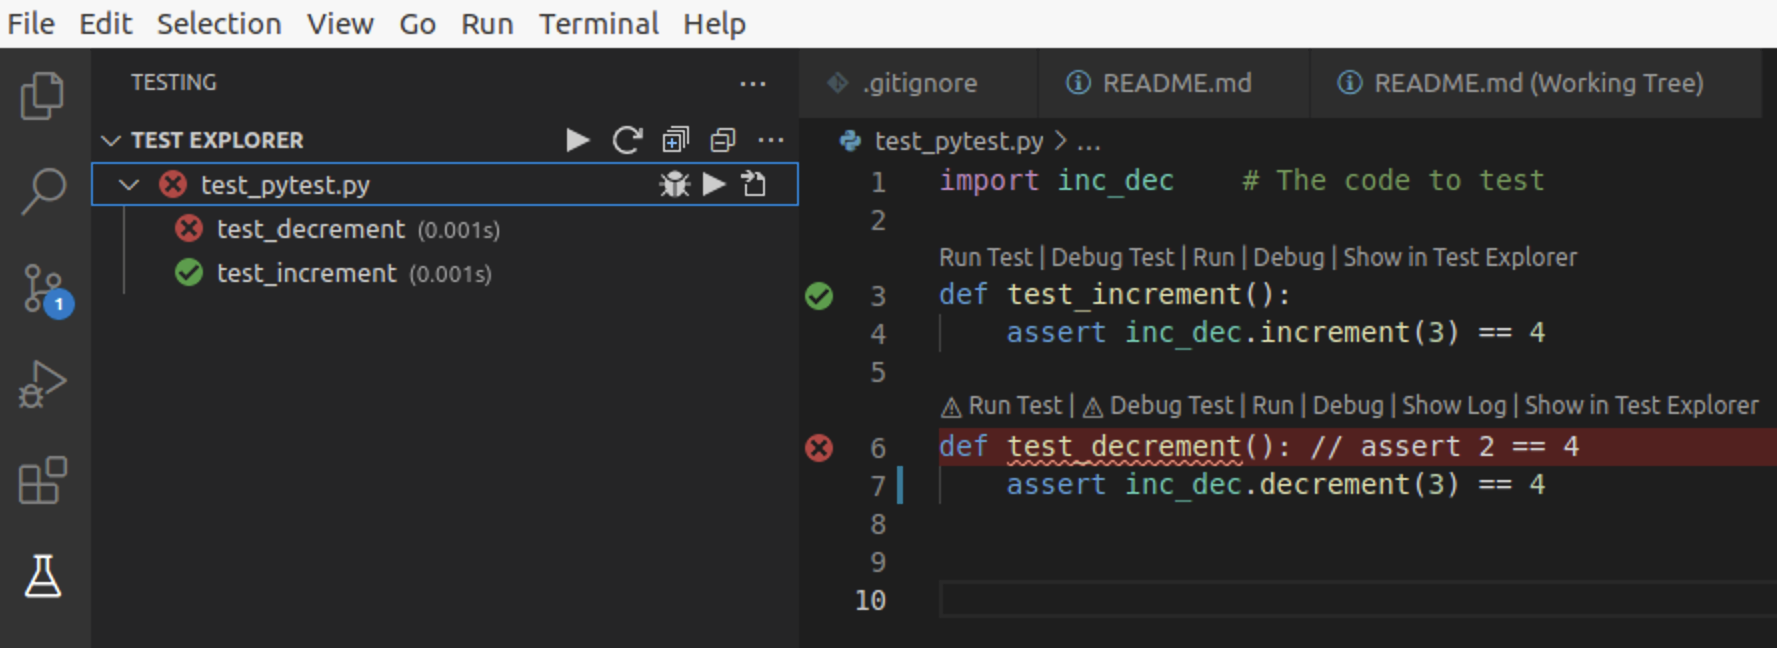 File Edit Selection View Go Run Terminal Help
TESTING ...
TEST EXPLORER ...
test_pytest.py
test_decrement (0.001s)
test_increment (0.001s)
1
.gitignore README.md README.md (Working Tree)
test_pytest.py > ...
1 import inc_dec # The code to test
2
Run Test | Debug Test | Run | Debug | Show in Test Explorer
3 def test_increment():
4 assert inc_dec.increment(3) == 4
5
⚠ Run Test | ⚠ Debug Test | Run | Debug | Show Log | Show in Test Explorer
6 def test_decrement(): // assert 2 == 4
7 assert inc_dec.decrement(3) == 4
8
9
10